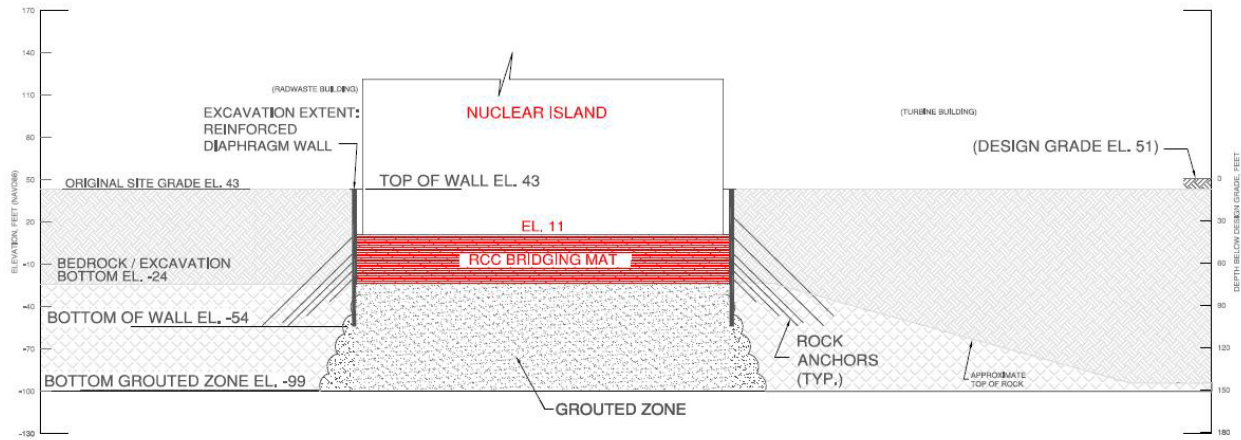 170
140
110
80
50
20
-10
-40
-70
-100
-130
ELEVATION, FEET (NAVD88)
(RADWASTE BUILDING)
EXCAVATION EXTENT:
REINFORCED
DIAPHRAGM WALL
NUCLEAR ISLAND
(TURBINE BUILDING)
(DESIGN GRADE EL. 51)
ORIGINAL SITE GRADE EL. 43
TOP OF WALL EL. 43
EL. 11
RCC BRIDGING MAT
BEDROCK / EXCAVATION
BOTTOM EL. -24
BOTTOM OF WALL EL. -54
ROCK
ANCHORS
(TYP.)
APPROXIMATE
TOP OF ROCK
BOTTOM GROUTED ZONE EL. -99
GROUTED ZONE
0
30
60
90
120
150
180
DEPTH BELOW DESIGN GRADE, FEET